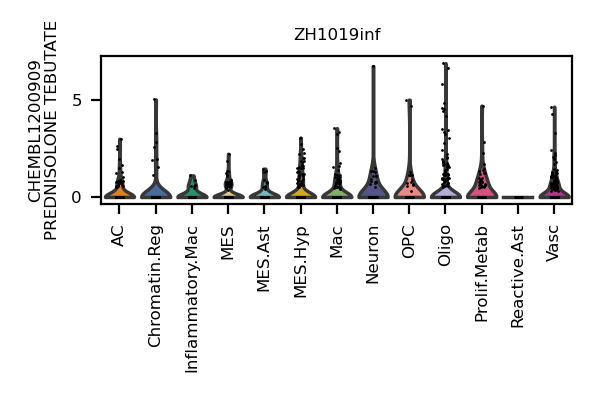 ZH1019inf
CHEMBL1200909
PREDNISOLONE TEBUTATE
5
0
AC
Chromatin.Reg
Inflammatory.Mac
MES
MES.Ast
MES.Hyp
Mac
Neuron
OPC
Oligo
Prolif.Metab
Reactive.Ast
Vasc